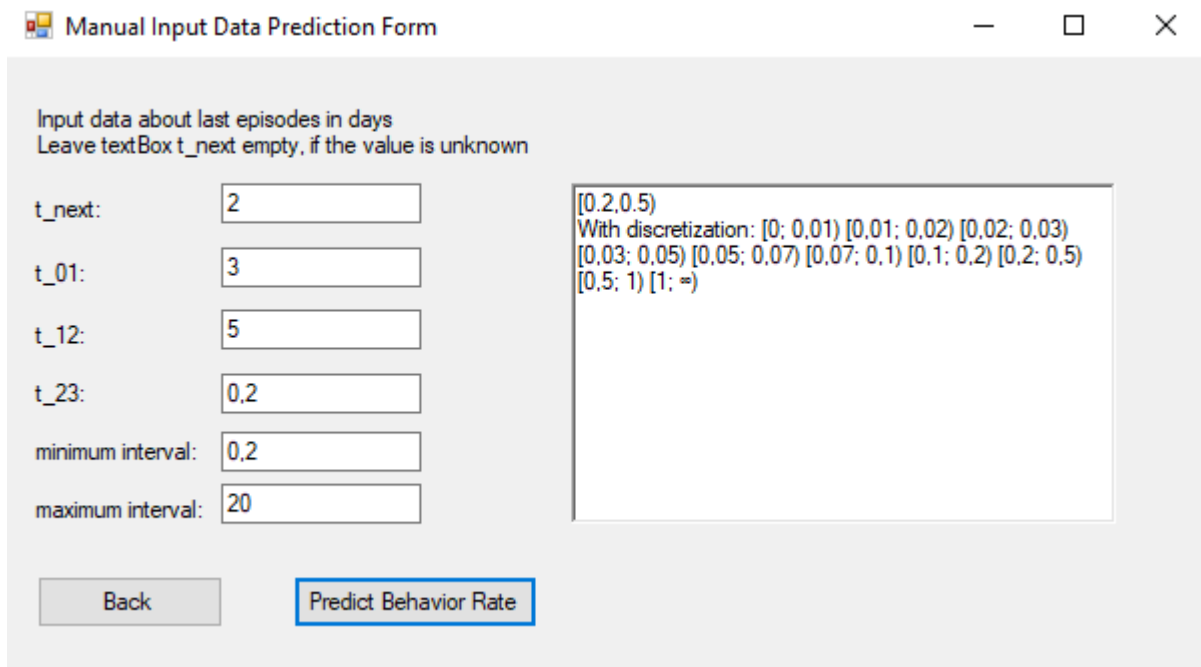 Manual Input Data Prediction Form
Input data about last episodes in days
Leave textBox t_next empty, if the value is unknown
t_next: 2
t_01: 3
t_12: 5
t_23: 0,2
minimum interval: 0,2
maximum interval: 20
[0.2,0.5)
With discretization: [0; 0,01) [0,01; 0,02) [0,02; 0,03)
[0,03; 0,05) [0,05; 0,07) [0,07; 0,1) [0,1; 0,2) [0,2; 0,5)
[0,5; 1) [1; ∞)
Back
Predict Behavior Rate